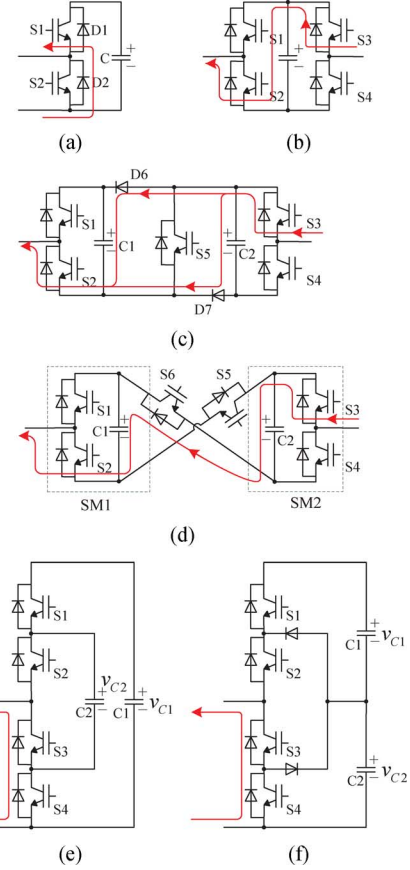 S1 D1 C + −
S2 D2
(a)
S1 + − S3
S2 S4
(b)
D6
S1 + − C1 S5 + − C2 S3
S2 S4
D7
(c)
S6 S5
S1 + − C1 + − C2 S3
S2 S4
SM1 SM2
(d)
S1
S2
vC2
C2 + − C1 + − vC1
S3
S4
(e)
S1
C1 + − vC1
S2
S3
C2 + − vC2
S4
(f)